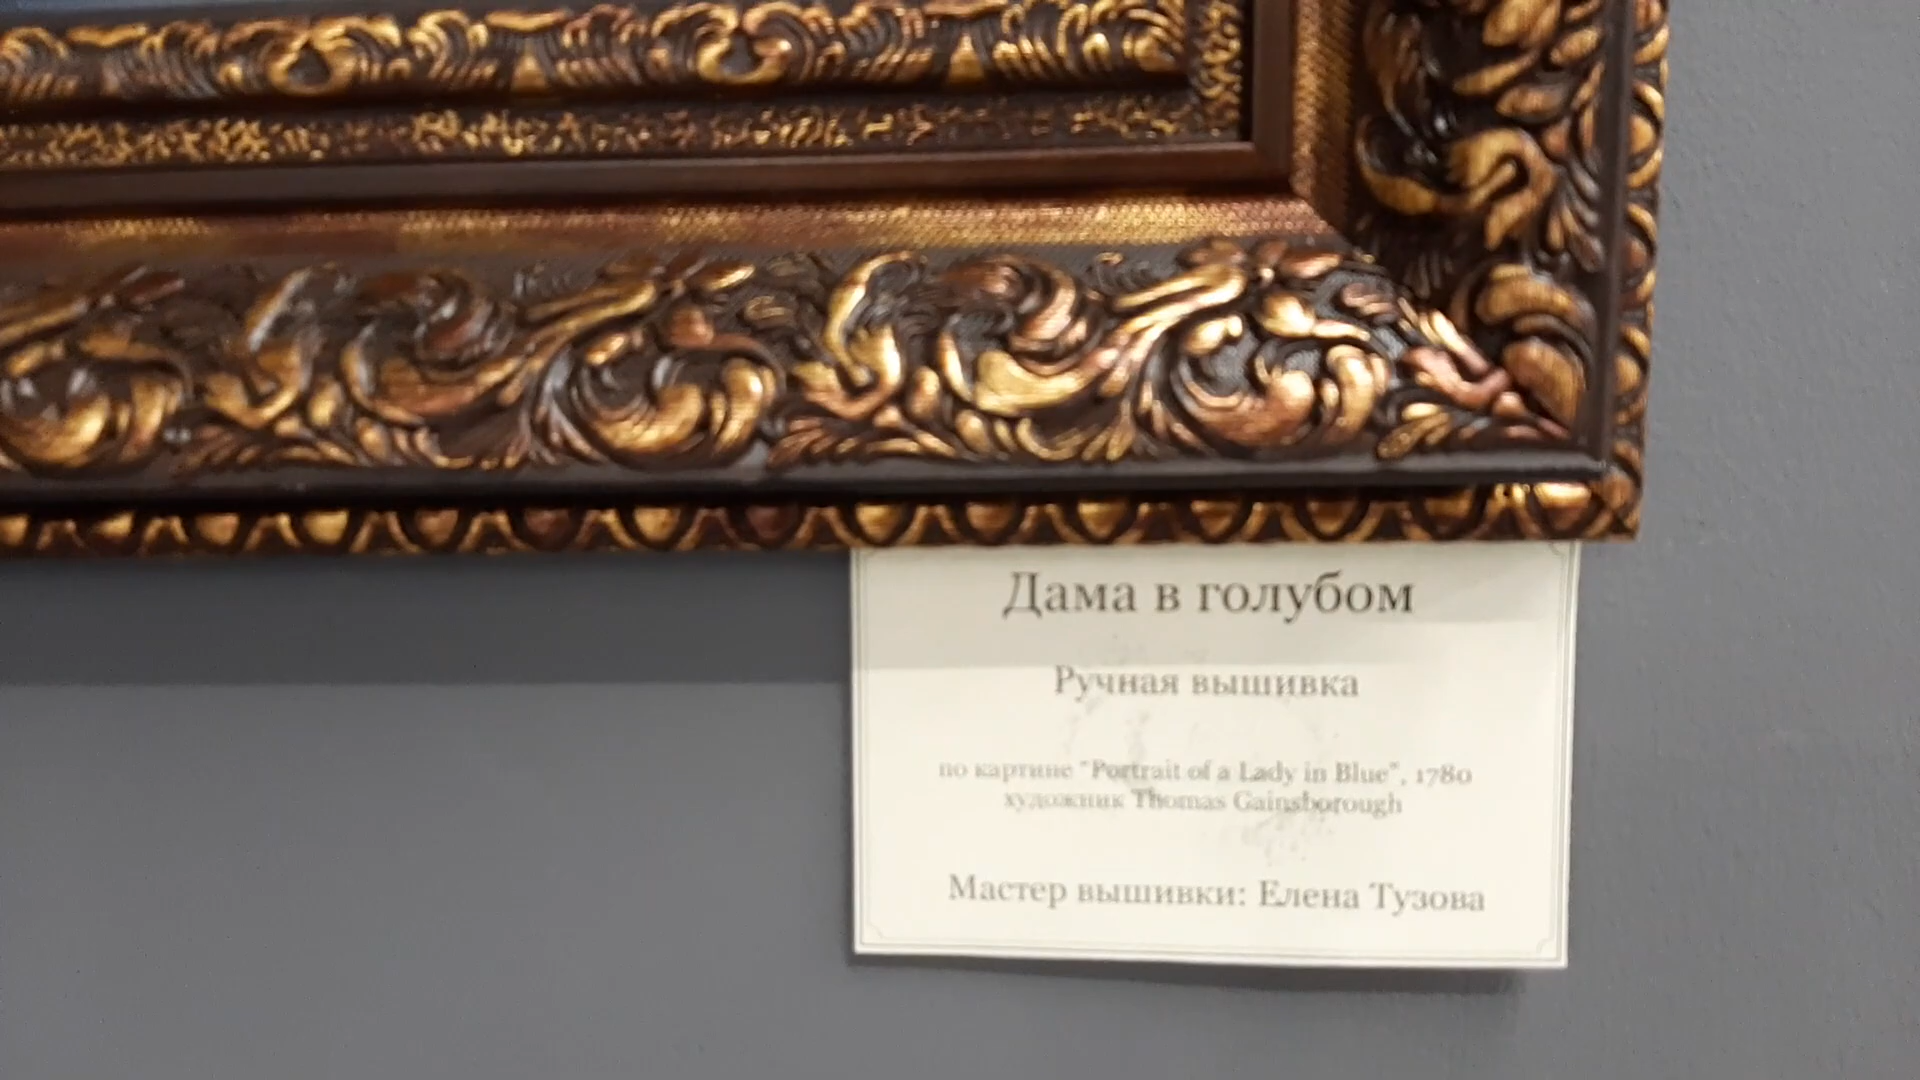 Дама в голубом
Ручная вышивка
по картине "Portrait of a Lady in Blue", 1780
художник Thomas Gainsborough
Мастер вышивки: Елена Тузова